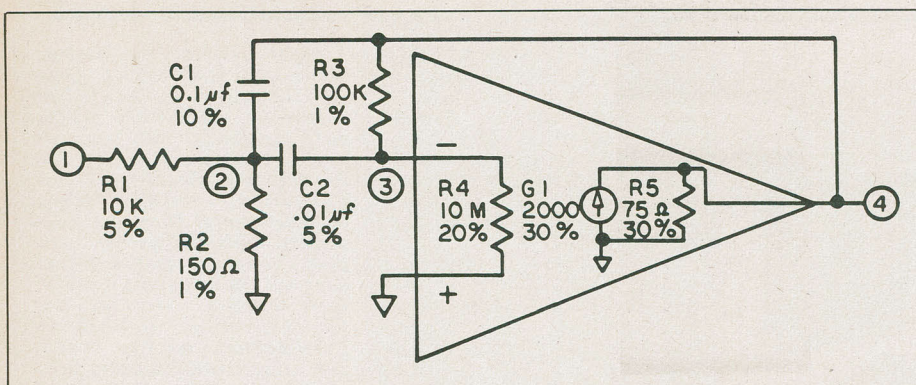 C1
0.1µf
10%
R3
100K
1%
1
2
R1
10K
5%
R2
150Ω
1%
C2
.01µf
5%
3
−
R4
10 M
20%
+
G1
2000
30%
R5
75Ω
30%
4